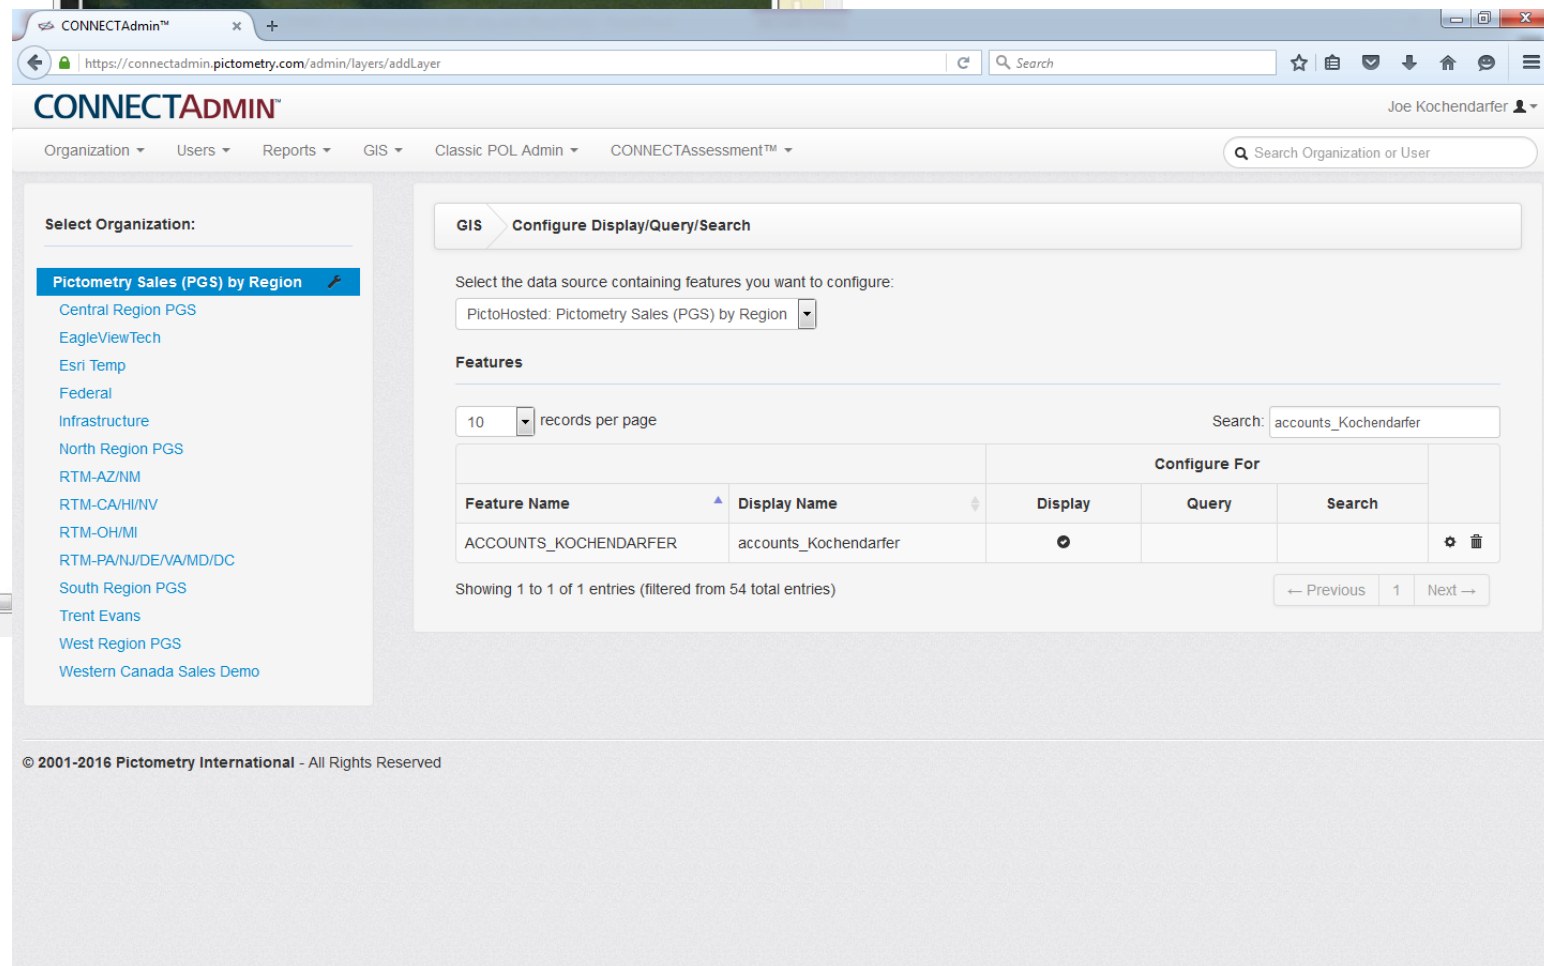 CONNECTAdmin™
https://connectadmin.pictometry.com/admin/layers/addLayer
Search
CONNECTADMIN™
Joe Kochendarfer
Organization Users Reports GIS Classic POL Admin CONNECTAssessment™
Search Organization or User
Select Organization:
Pictometry Sales (PGS) by Region
Central Region PGS
EagleViewTech
Esri Temp
Federal
Infrastructure
North Region PGS
RTM-AZ/NM
RTM-CA/HI/NV
RTM-OH/MI
RTM-PA/NJ/DE/VA/MD/DC
South Region PGS
Trent Evans
West Region PGS
Western Canada Sales Demo
GIS Configure Display/Query/Search
Select the data source containing features you want to configure:
PictoHosted: Pictometry Sales (PGS) by Region
Features
10 records per page
Search: accounts_Kochendarfer
Configure For
Feature Name Display Name Display Query Search
ACCOUNTS_KOCHENDARFER accounts_Kochendarfer
Showing 1 to 1 of 1 entries (filtered from 54 total entries)
← Previous 1 Next →
© 2001-2016 Pictometry International - All Rights Reserved